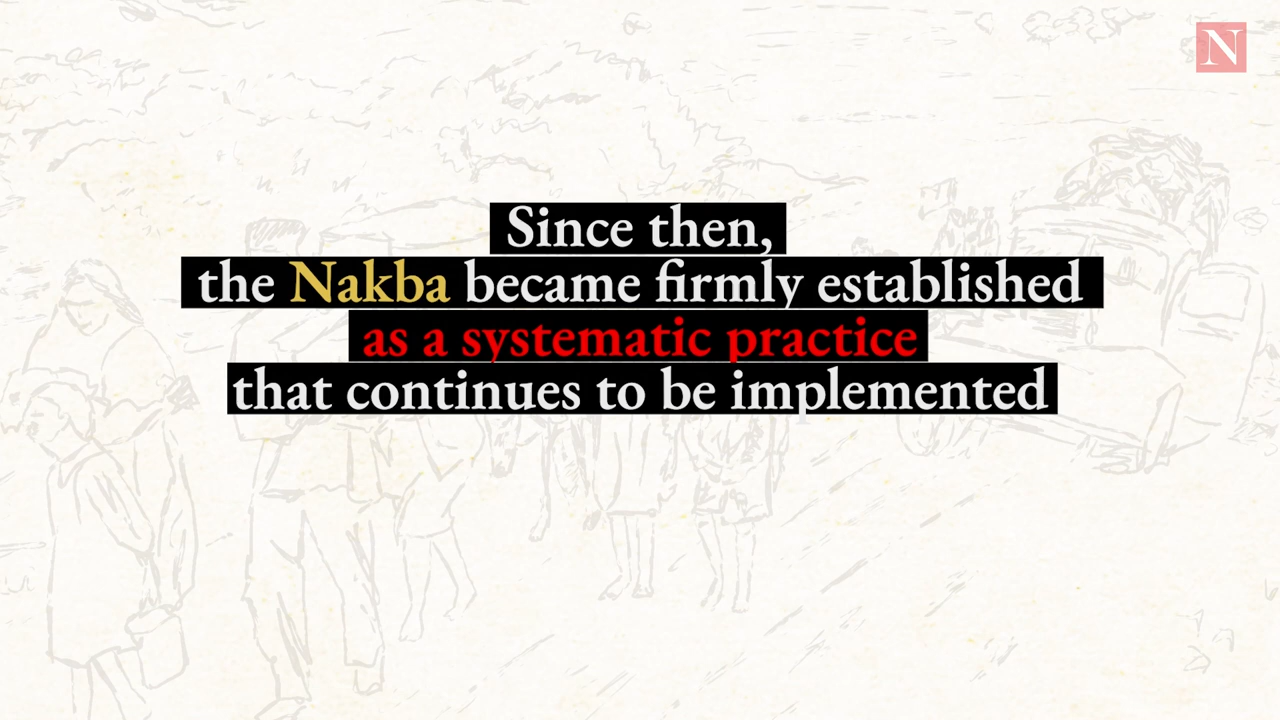 N
Since then,
the Nakba became firmly established
as a systematic practice
that continues to be implemented